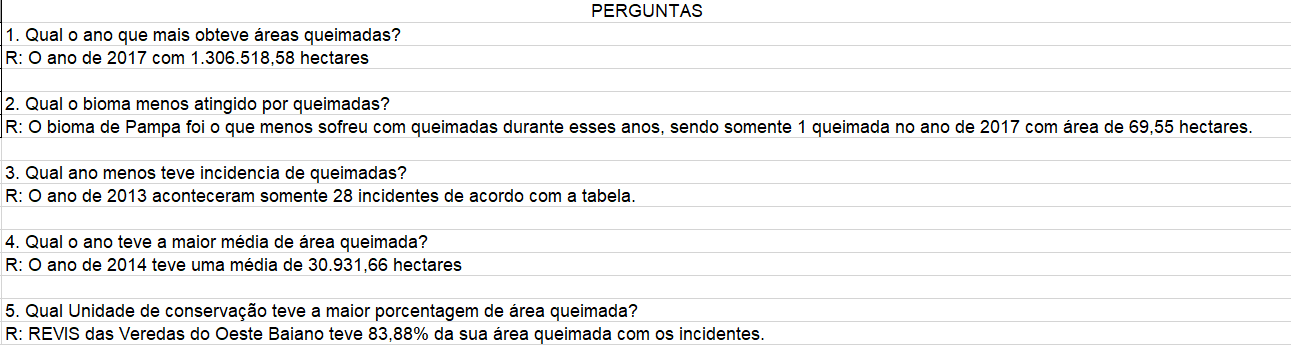 PERGUNTAS
1. Qual o ano que mais obteve áreas queimadas?
R: O ano de 2017 com 1.306.518,58 hectares
2. Qual o bioma menos atingido por queimadas?
R: O bioma de Pampa foi o que menos sofreu com queimadas durante esses anos, sendo somente 1 queimada no ano de 2017 com área de 69,55 hectares.
3. Qual ano menos teve incidencia de queimadas?
R: O ano de 2013 aconteceram somente 28 incidentes de acordo com a tabela.
4. Qual o ano teve a maior média de área queimada?
R: O ano de 2014 teve uma média de 30.931,66 hectares
5. Qual Unidade de conservação teve a maior porcentagem de área queimada?
R: REVIS das Veredas do Oeste Baiano teve 83,88% da sua área queimada com os incidentes.